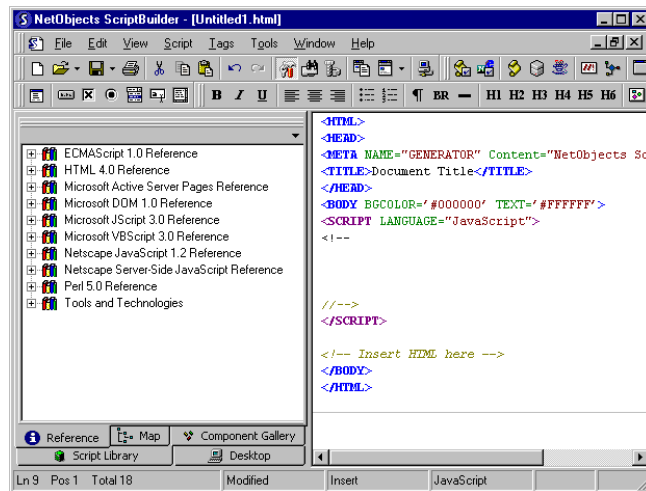 NetObjects ScriptBuilder - [Untitled1.html]
File Edit View Script Tags Tools Window Help
B I U ¶ BR H1 H2 H3 H4 H5 H6
ECMAScript 1.0 Reference
HTML 4.0 Reference
Microsoft Active Server Pages Reference
Microsoft DOM 1.0 Reference
Microsoft JScript 3.0 Reference
Microsoft VBScript 3.0 Reference
Netscape JavaScript 1.2 Reference
Netscape Server-Side JavaScript Reference
Perl 5.0 Reference
Tools and Technologies
Reference Map Component Gallery
Script Library Desktop
<HTML>
<HEAD>
<META NAME="GENERATOR" Content="NetObjects Sc
<TITLE>Document Title</TITLE>
</HEAD>
<BODY BGCOLOR='#000000' TEXT='#FFFFFF'>
<SCRIPT LANGUAGE="JavaScript">
<!--
//-->
</SCRIPT>
<!-- Insert HTML here -->
</BODY>
</HTML>
Ln 9 Pos 1 Total 18 Modified Insert JavaScript